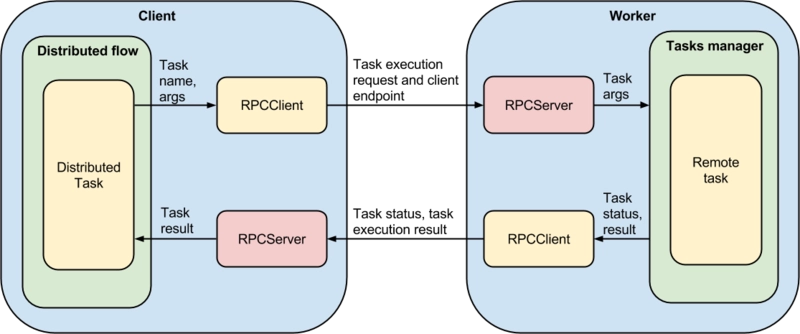 Client
Worker
Distributed flow
Tasks manager
Task
name,
args
RPCClient
Task execution
request and client
endpoint
RPCServer
Task
args
Distributed
Task
Remote
task
Task
result
RPCServer
Task status, task
execution result
RPCClient
Task
status,
result